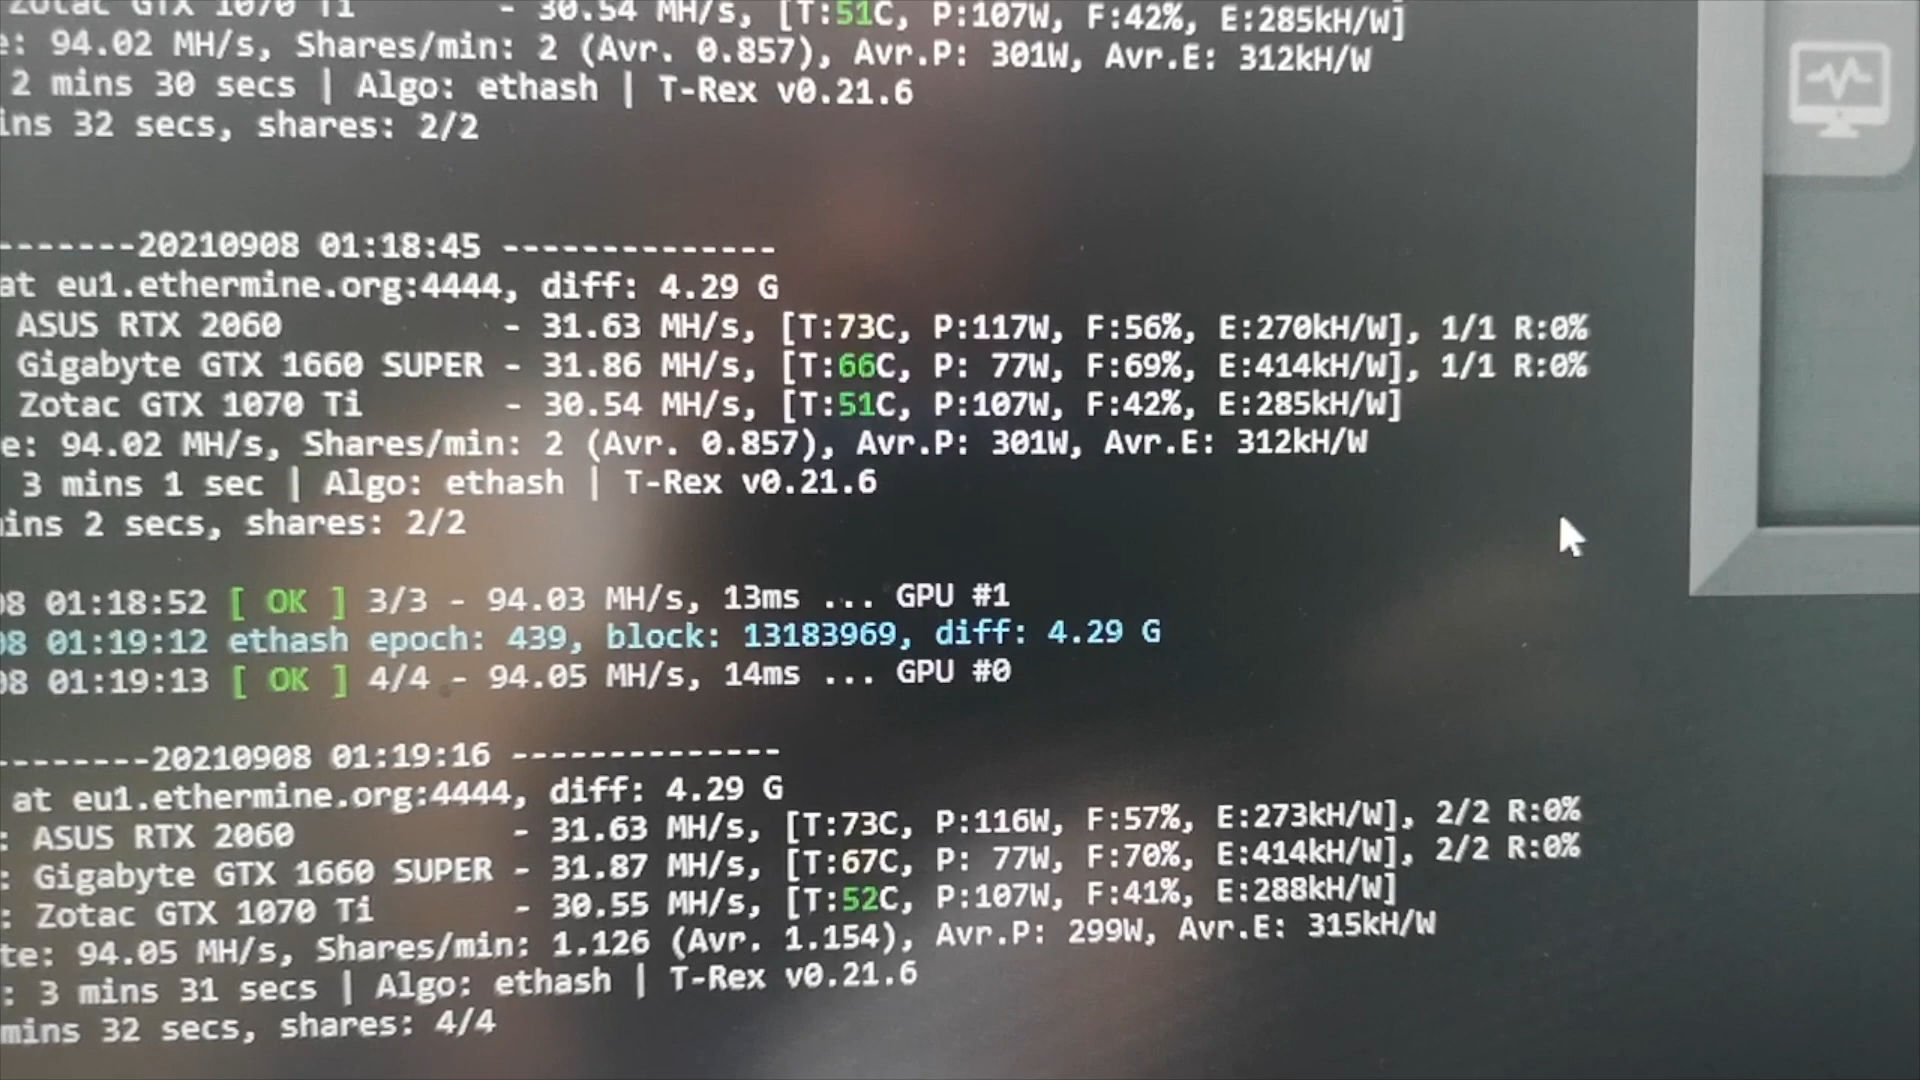 Zotac GTX 1070 Ti - 30.54 MH/s, [T:51C, P:107W, F:42%, E:285kH/W]
e: 94.02 MH/s, Shares/min: 2 (Avr. 0.857), Avr.P: 301W, Avr.E: 312kH/W
2 mins 30 secs | Algo: ethash | T-Rex v0.21.6
ins 32 secs, shares: 2/2
-------20210908 01:18:45 --------------
at eu1.ethermine.org:4444, diff: 4.29 G
ASUS RTX 2060 - 31.63 MH/s, [T:73C, P:117W, F:56%, E:270kH/W], 1/1 R:0%
Gigabyte GTX 1660 SUPER - 31.86 MH/s, [T:66C, P: 77W, F:69%, E:414kH/W], 1/1 R:0%
Zotac GTX 1070 Ti - 30.54 MH/s, [T:51C, P:107W, F:42%, E:285kH/W]
e: 94.02 MH/s, Shares/min: 2 (Avr. 0.857), Avr.P: 301W, Avr.E: 312kH/W
3 mins 1 sec | Algo: ethash | T-Rex v0.21.6
ins 2 secs, shares: 2/2
08 01:18:52 [ OK ] 3/3 - 94.03 MH/s, 13ms ... GPU #1
08 01:19:12 ethash epoch: 439, block: 13183969, diff: 4.29 G
08 01:19:13 [ OK ] 4/4 - 94.05 MH/s, 14ms ... GPU #0
--------20210908 01:19:16 --------------
at eu1.ethermine.org:4444, diff: 4.29 G
: ASUS RTX 2060 - 31.63 MH/s, [T:73C, P:116W, F:57%, E:273kH/W], 2/2 R:0%
: Gigabyte GTX 1660 SUPER - 31.87 MH/s, [T:67C, P: 77W, F:70%, E:414kH/W], 2/2 R:0%
: Zotac GTX 1070 Ti - 30.55 MH/s, [T:52C, P:107W, F:41%, E:288kH/W]
te: 94.05 MH/s, Shares/min: 1.126 (Avr. 1.154), Avr.P: 299W, Avr.E: 315kH/W
: 3 mins 31 secs | Algo: ethash | T-Rex v0.21.6
mins 32 secs, shares: 4/4